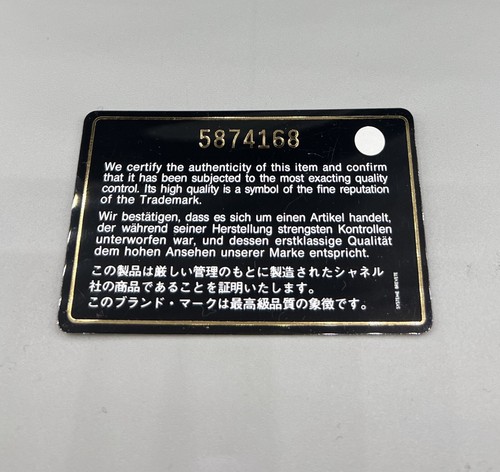 5874168
We certify the authenticity of this item and confirm
that it has been subjected to the most exacting quality
control. Its high quality is a symbol of the fine reputation
of the Trademark.
Wir bestätigen, dass es sich um einen Artikel handelt,
der während seiner Herstellung strengsten Kontrollen
unterworfen war, und dessen erstklassige Qualität
dem hohen Ansehen unserer Marke entspricht.
この製品は厳しい管理のもとに製造されたシャネル
社の商品であることを証明いたします。
このブランド・マークは最高級品質の象徴です。
SYSTEME BREVETE